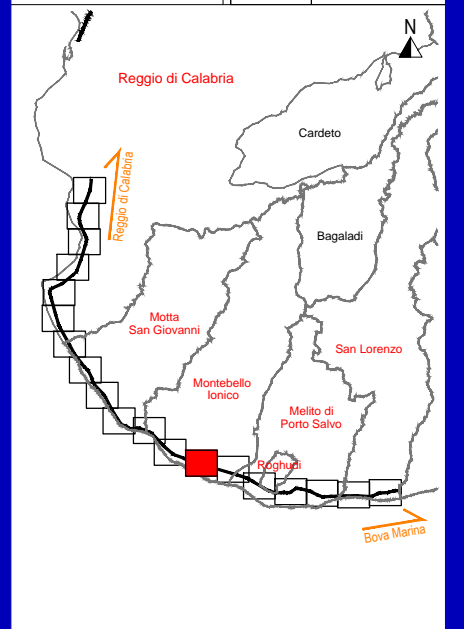 N
Reggio di Calabria
Cardeto
Reggio di Calabria
Bagaladi
Motta
San Giovanni
San Lorenzo
Montebello
Ionico
Melito di
Porto Salvo
Roghudi
Bova Marina